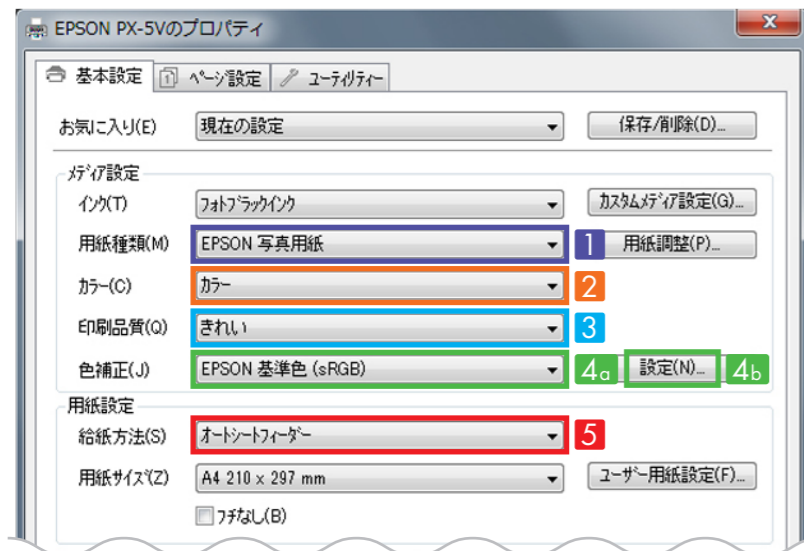 EPSON PX-5Vのプロパティ
基本設定 ページ設定 ユーティリティー
お気に入り(E) 現在の設定 保存/削除(D)...
メディア設定
インク(T) フォトブラックインク カスタムメディア設定(G)...
用紙種類(M) EPSON 写真用紙 1 用紙調整(P)...
カラー(C) カラー 2
印刷品質(Q) きれい 3
色補正(J) EPSON 基準色 (sRGB) 4a 設定(N)... 4b
用紙設定
給紙方法(S) オートシートフィーダー 5
用紙サイズ(Z) A4 210 x 297 mm ユーザー用紙設定(F)...
フチなし(B)